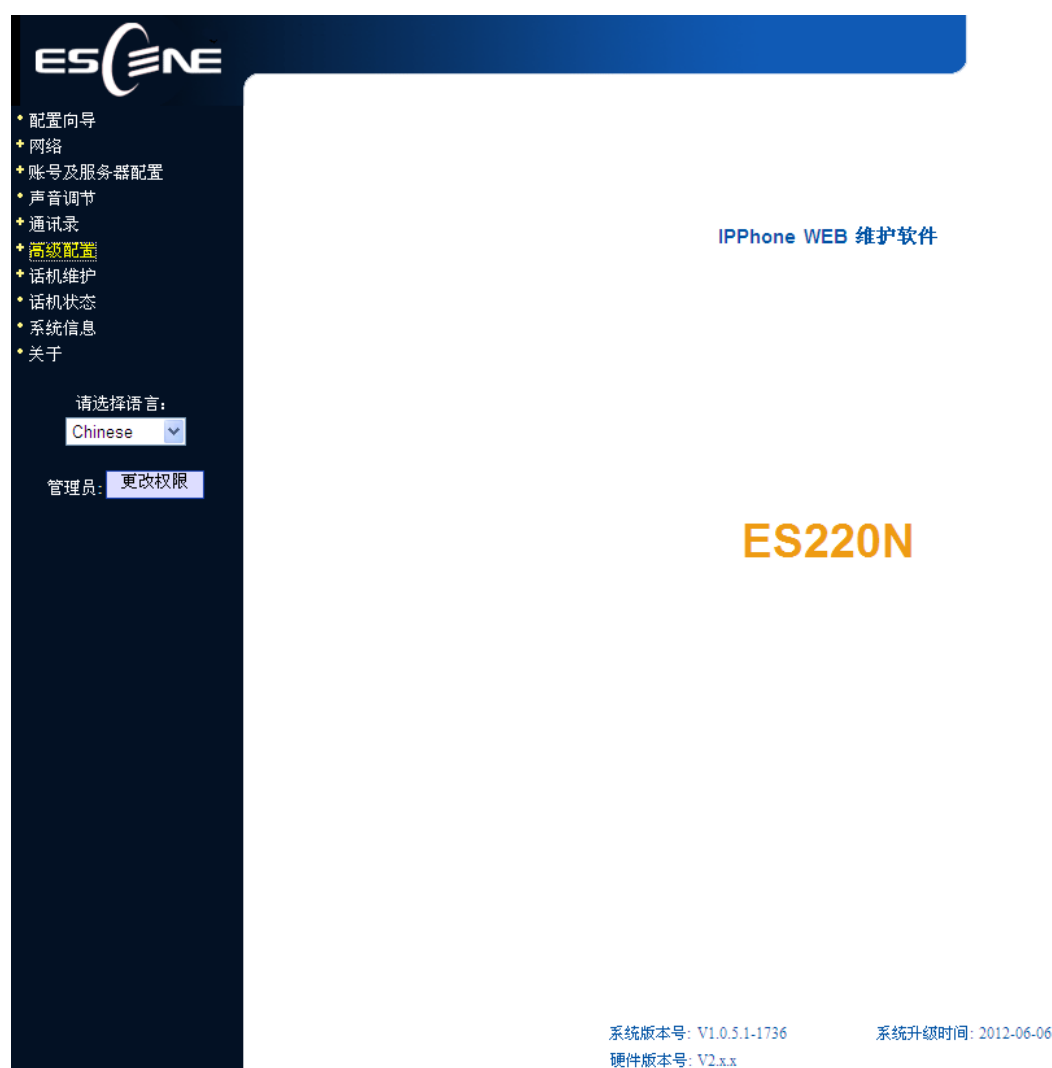 ESCENE
配置向导
网络
账号及服务器配置
声音调节
通讯录
高级配置
话机维护
话机状态
系统信息
关于
请选择语言:
Chinese
管理员: 更改权限
IPPhone WEB 维护软件
ES220N
系统版本号: V1.0.5.1-1736 系统升级时间: 2012-06-06
硬件版本号: V2.x.x